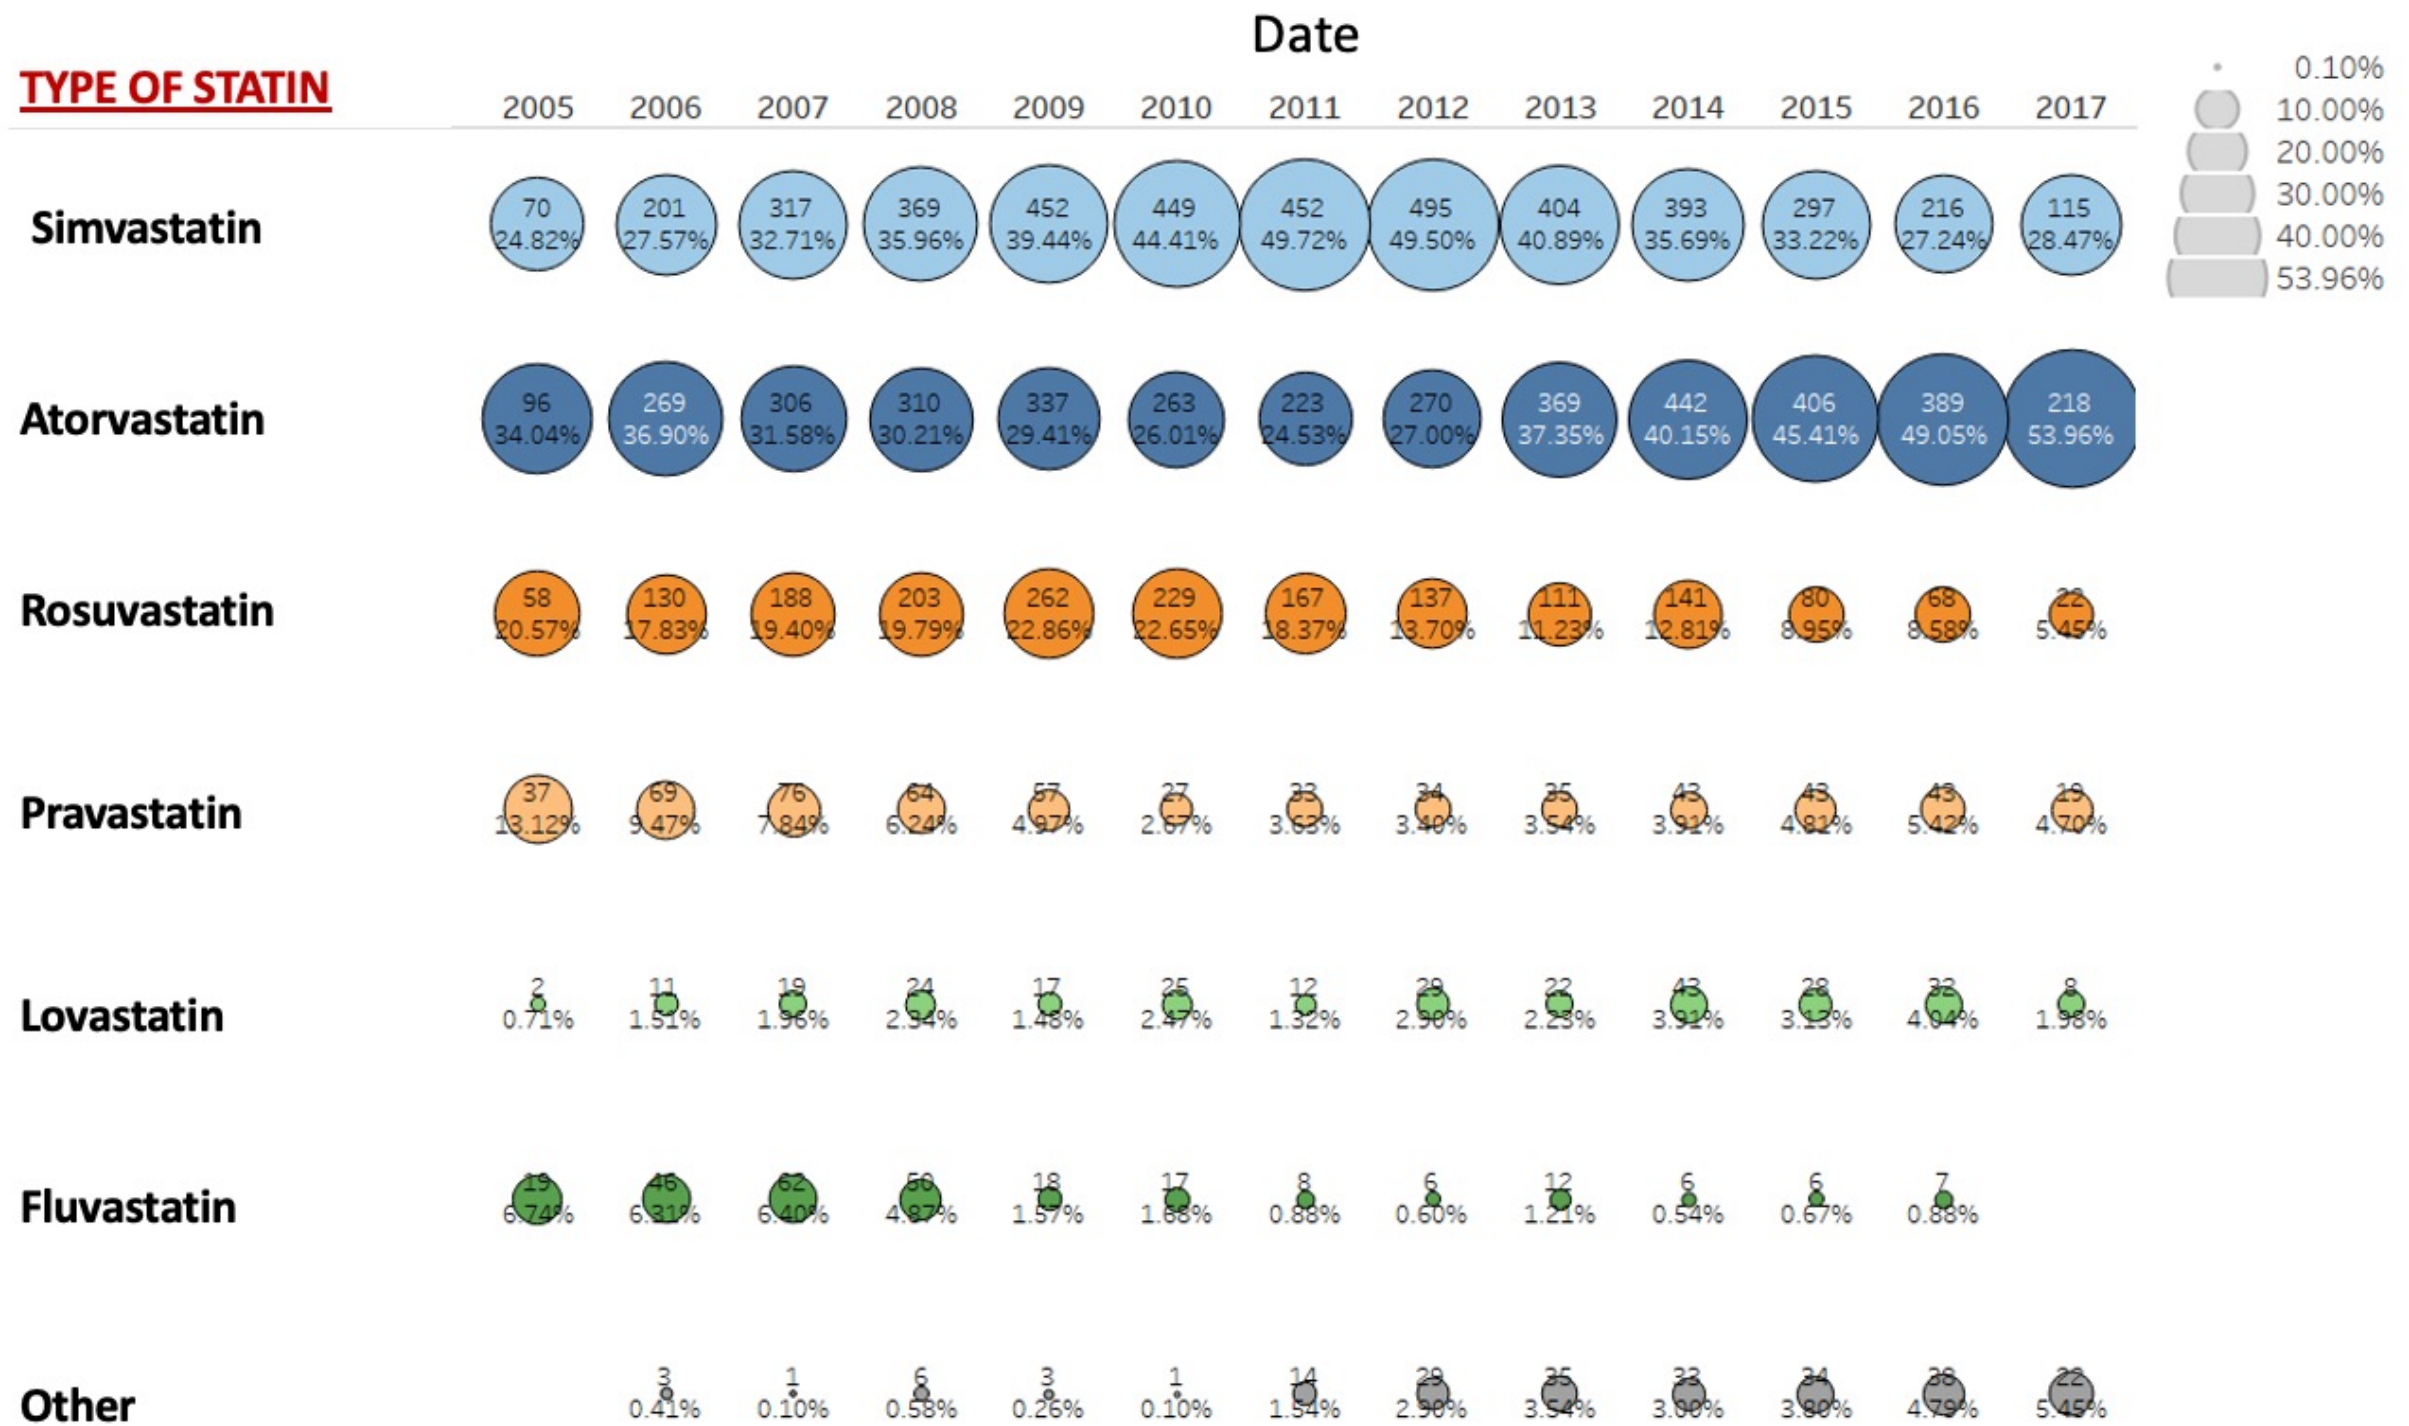 Date
TYPE OF STATIN
2005 2006 2007 2008 2009 2010 2011 2012 2013 2014 2015 2016 2017
0.10%
10.00%
20.00%
30.00%
40.00%
53.96%
Simvastatin
70 201 317 369 452 449 452 495 404 393 297 216 115
24.82% 27.57% 32.71% 35.96% 39.44% 44.41% 49.72% 49.50% 40.89% 35.69% 33.22% 27.24% 28.47%
Atorvastatin
96 269 306 310 337 263 223 270 369 442 406 389 218
34.04% 36.90% 31.58% 30.21% 29.41% 26.01% 24.53% 27.00% 37.35% 40.15% 45.41% 49.05% 53.96%
Rosuvastatin
58 130 188 203 262 229 167 137 111 141 80 68 22
20.57% 17.83% 19.40% 19.79% 22.86% 22.65% 18.37% 13.70% 11.23% 12.81% 8.95% 8.58% 5.45%
Pravastatin
37 69 76 64 57 27 33 34 35 43 43 43 19
13.12% 9.47% 7.84% 6.24% 4.97% 2.67% 3.63% 3.40% 3.54% 3.91% 4.81% 5.42% 4.70%
Lovastatin
2 11 19 24 17 25 12 29 22 43 28 32 8
0.71% 1.51% 1.96% 2.34% 1.48% 2.47% 1.32% 2.90% 2.23% 3.91% 3.13% 4.04% 1.98%
Fluvastatin
19 46 62 50 18 17 8 6 12 6 6 7
6.74% 6.31% 6.40% 4.87% 1.57% 1.68% 0.88% 0.60% 1.21% 0.54% 0.67% 0.88%
Other
3 1 6 3 1 14 29 35 33 34 38 22
0.41% 0.10% 0.58% 0.26% 0.10% 1.54% 2.90% 3.54% 3.00% 3.80% 4.79% 5.45%